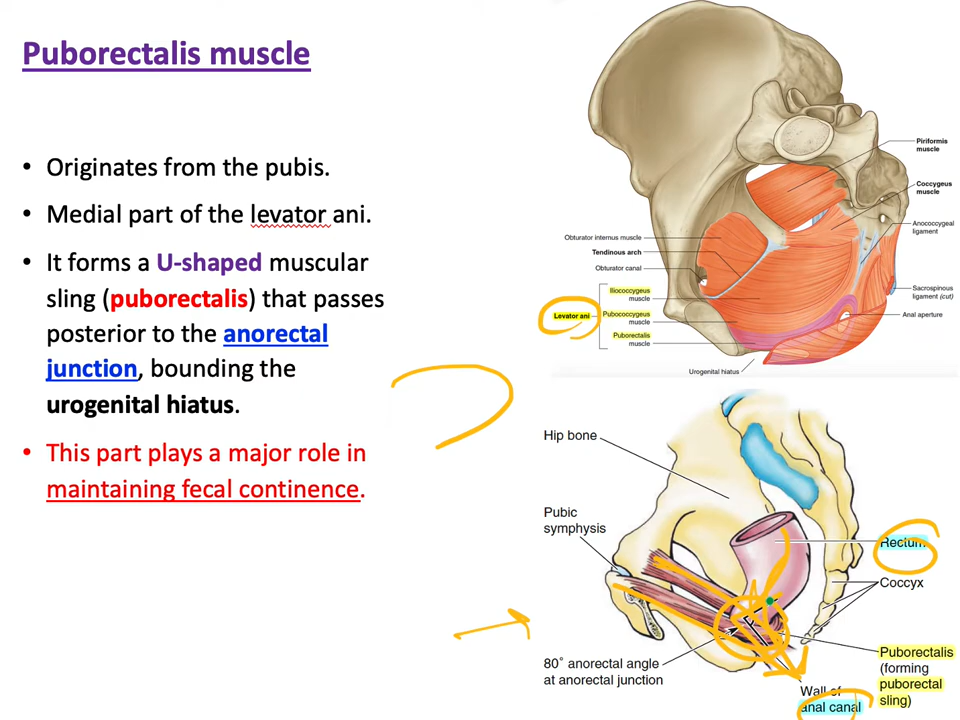 Puborectalis muscle
• Originates from the pubis.
• Medial part of the levator ani.
• It forms a U-shaped muscular
sling (puborectalis) that passes
posterior to the anorectal
junction, bounding the
urogenital hiatus.
• This part plays a major role in
maintaining fecal continence.
Piriformis
muscle
Coccygeus
muscle
Anococcygeal
ligament
Sacrospinous
ligament (cut)
Anal aperture
Obturator internus muscle
Tendinous arch
Obturator canal
Levator ani
Iliococcygeus
muscle
Pubococcygeus
muscle
Puborectalis
muscle
Urogenital hiatus
Hip bone
Pubic
symphysis
80° anorectal angle
at anorectal junction
Rectum
Coccyx
Puborectalis
(forming
puborectal
sling)
Wall of
anal canal